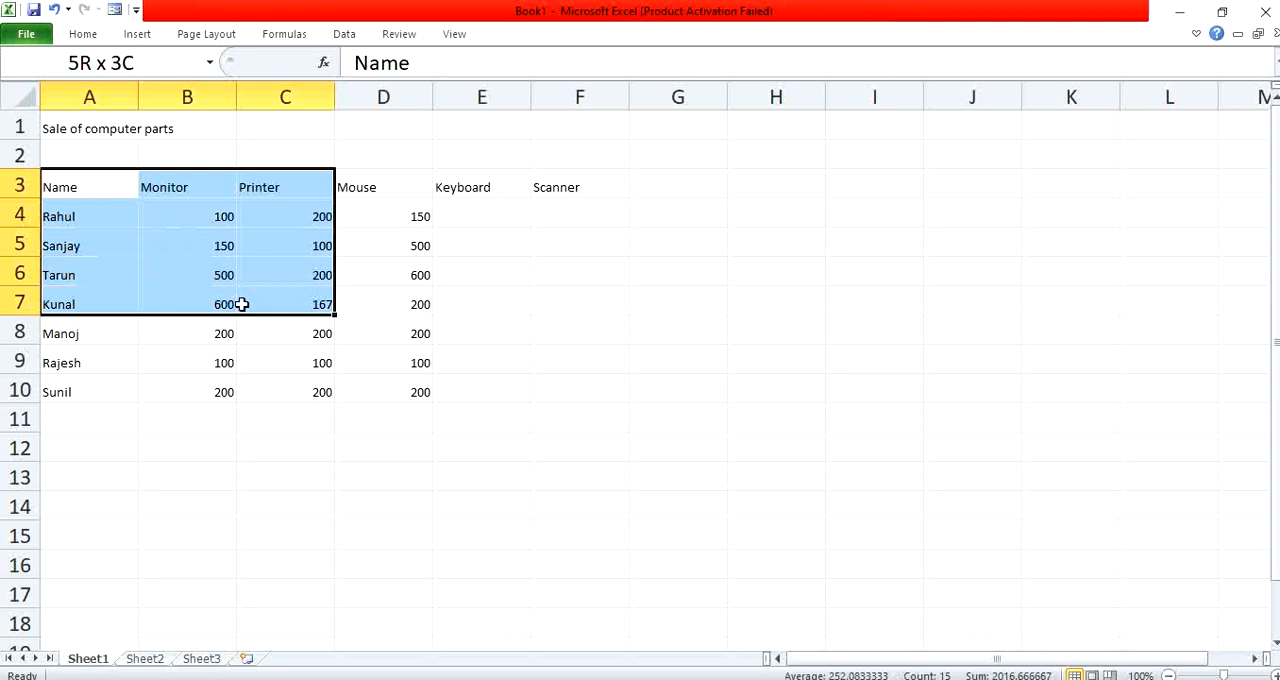 Book1 - Microsoft Excel (Product Activation Failed)
File Home Insert Page Layout Formulas Data Review View
5R x 3C fx Name
A B C D E F G H I J K L M
1 Sale of computer parts
2
3 Name Monitor Printer Mouse Keyboard Scanner
4 Rahul 100 200 150
5 Sanjay 150 100 500
6 Tarun 500 200 600
7 Kunal 600 167 200
8 Manoj 200 200 200
9 Rajesh 100 100 100
10 Sunil 200 200 200
11
12
13
14
15
16
17
18
Sheet1 Sheet2 Sheet3
Ready Average: 252.0833333 Count: 15 Sum: 2016.666667 100%